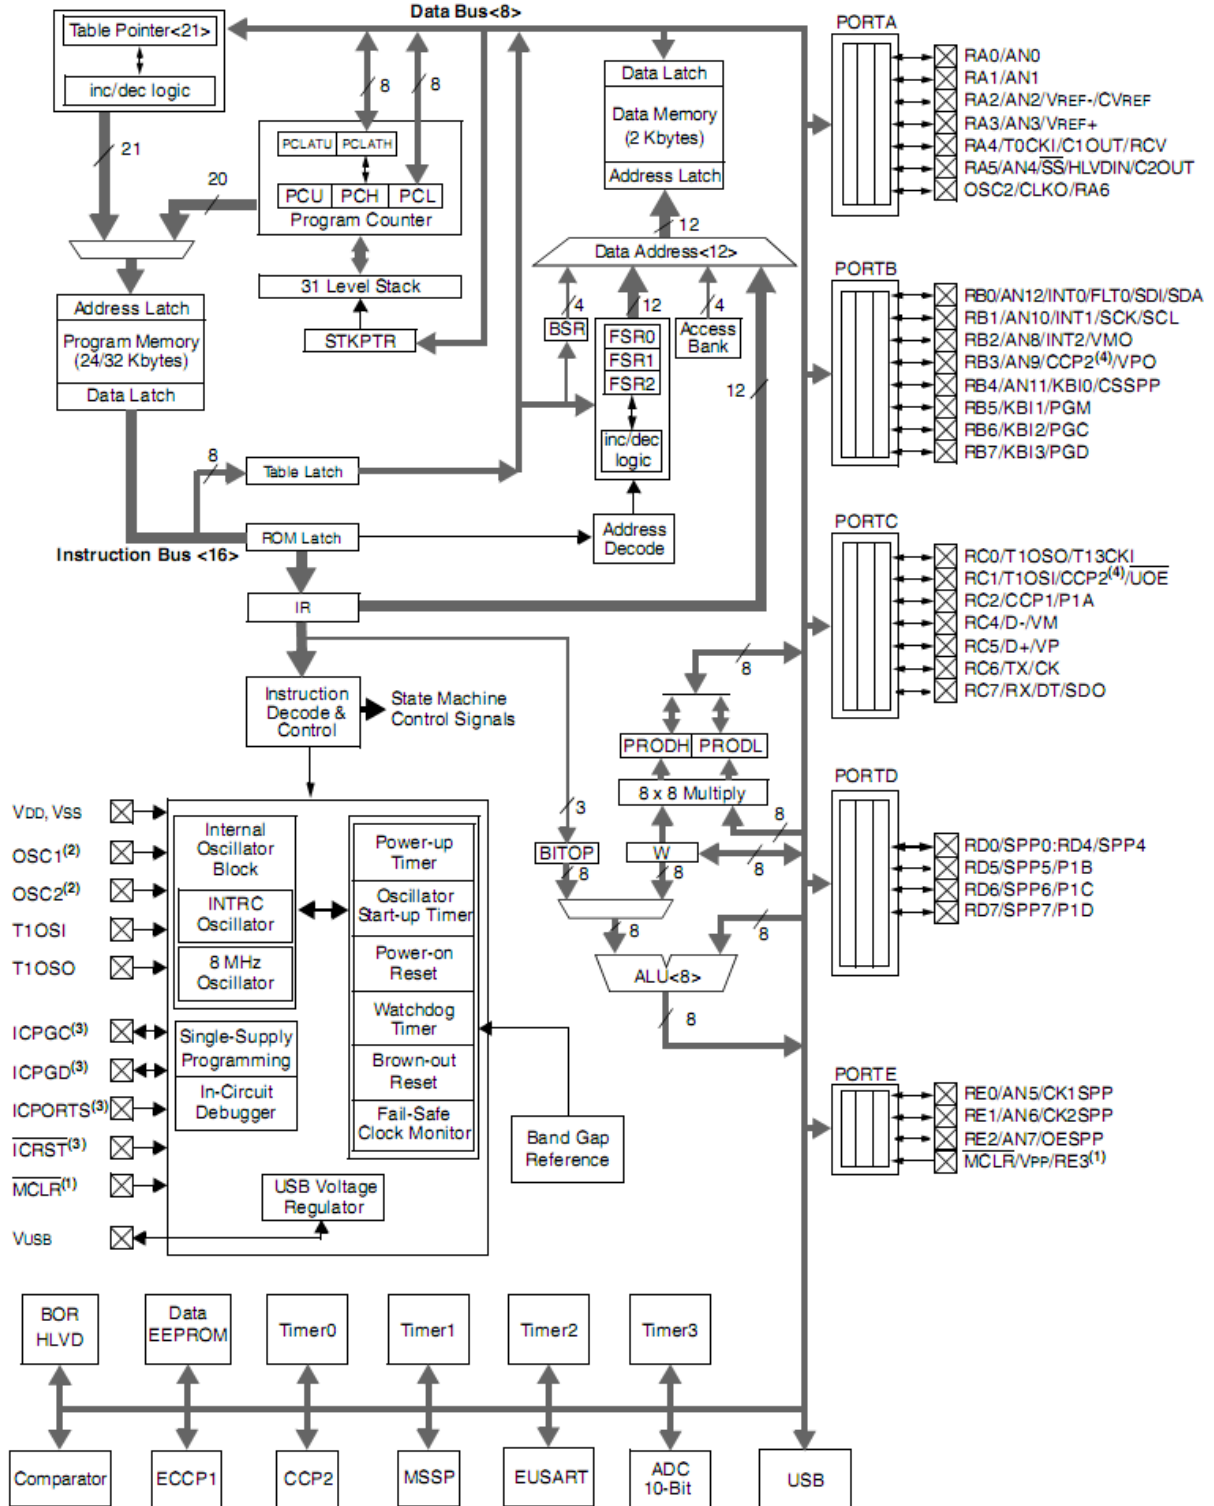 Data Bus<8>
Table Pointer<21>
inc/dec logic
21
20
8
8
PCLATU PCLATH
PCU PCH PCL
Program Counter
31 Level Stack
STKPTR
Address Latch
Program Memory
(24/32 Kbytes)
Data Latch
8
Table Latch
ROM Latch
Instruction Bus <16>
IR
Data Latch
Data Memory
(2 Kbytes)
Address Latch
12
Data Address<12>
4
12
4
BSR
FSR0
FSR1
FSR2
inc/dec
logic
Access
Bank
12
Address
Decode
Instruction
Decode &
Control
State Machine
Control Signals
8
PRODH PRODL
8 x 8 Multiply
3
8
BITOP
W
8
8
8
8
8
ALU<8>
8
VDD, VSS
OSC1(2)
OSC2(2)
T1OSI
T1OSO
ICPGC(3)
ICPGD(3)
ICPORTS(3)
ICRST(3)
MCLR(1)
VUSB
Internal
Oscillator
Block
INTRC
Oscillator
8 MHz
Oscillator
Single-Supply
Programming
In-Circuit
Debugger
Power-up
Timer
Oscillator
Start-up Timer
Power-on
Reset
Watchdog
Timer
Brown-out
Reset
Fail-Safe
Clock Monitor
USB Voltage
Regulator
Band Gap
Reference
PORTA
RA0/AN0
RA1/AN1
RA2/AN2/VREF-/CVREF
RA3/AN3/VREF+
RA4/T0CKI/C1OUT/RCV
RA5/AN4/SS/HLVDIN/C2OUT
OSC2/CLKO/RA6
PORTB
RB0/AN12/INT0/FLT0/SDI/SDA
RB1/AN10/INT1/SCK/SCL
RB2/AN8/INT2/VMO
RB3/AN9/CCP2(4)/VPO
RB4/AN11/KBI0/CSSPP
RB5/KBI1/PGM
RB6/KBI2/PGC
RB7/KBI3/PGD
PORTC
RC0/T1OSO/T13CKI
RC1/T1OSI/CCP2(4)/UOE
RC2/CCP1/P1A
RC4/D-/VM
RC5/D+/VP
RC6/TX/CK
RC7/RX/DT/SDO
PORTD
RD0/SPP0:RD4/SPP4
RD5/SPP5/P1B
RD6/SPP6/P1C
RD7/SPP7/P1D
PORTE
RE0/AN5/CK1SPP
RE1/AN6/CK2SPP
RE2/AN7/OESPP
MCLR/VPP/RE3(1)
BOR
HLVD
Data
EEPROM
Timer0
Timer1
Timer2
Timer3
Comparator
ECCP1
CCP2
MSSP
EUSART
ADC
10-Bit
USB